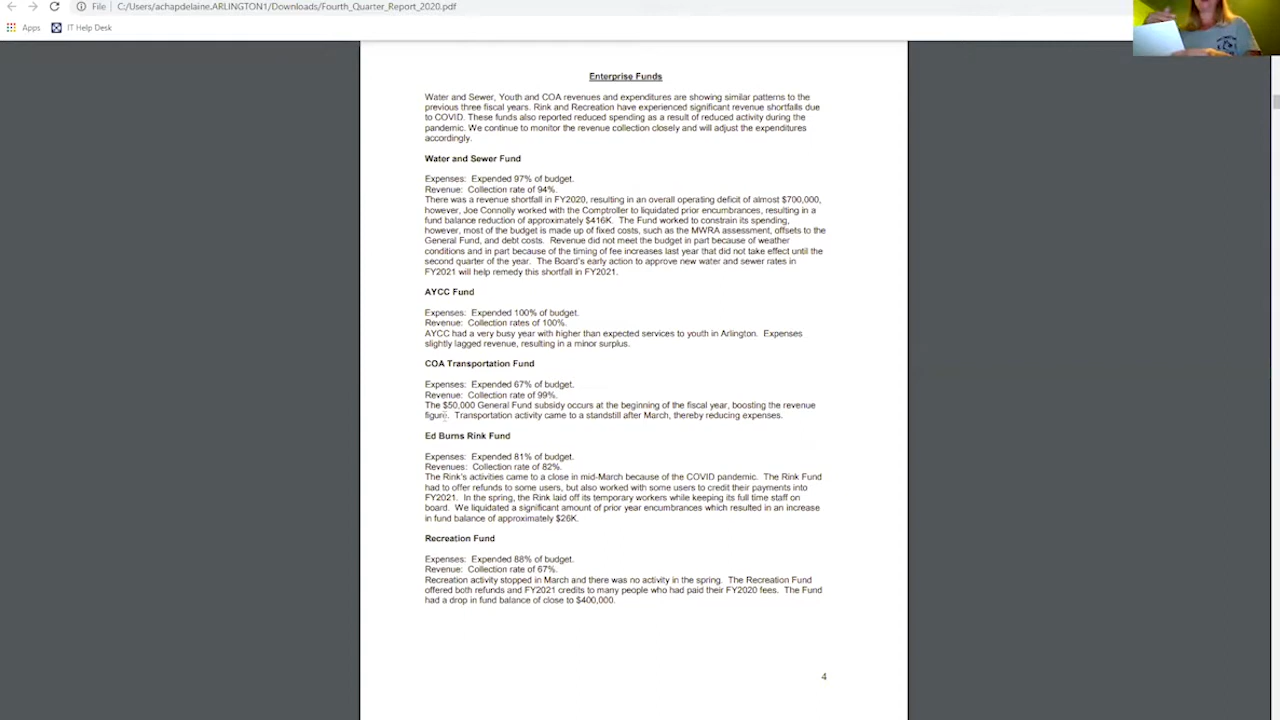 File
C:/Users/achapdelaine.ARLINGTON1/Downloads/Fourth_Quarter_Report_2020.pdf
Apps
IT Help Desk
Enterprise Funds
Water and Sewer, Youth and COA revenues and expenditures are showing similar patterns to the
previous three fiscal years. Rink and Recreation have experienced significant revenue shortfalls due
to COVID. These funds also reported reduced spending as a result of reduced activity during the
pandemic. We continue to monitor the revenue collection closely and will adjust the expenditures
accordingly.
Water and Sewer Fund
Expenses: Expended 97% of budget.
Revenue: Collection rate of 94%.
There was a revenue shortfall in FY2020, resulting in an overall operating deficit of almost $700,000,
however, Joe Connolly worked with the Comptroller to liquidated prior encumbrances, resulting in a
fund balance reduction of approximately $416K. The Fund worked to constrain its spending,
however, most of the budget is made up of fixed costs, such as the MWRA assessment, offsets to the
General Fund, and debt costs. Revenue did not meet the budget in part because of weather
conditions and in part because of the timing of fee increases last year that did not take effect until the
second quarter of the year. The Board's early action to approve new water and sewer rates in
FY2021 will help remedy this shortfall in FY2021.
AYCC Fund
Expenses: Expended 100% of budget.
Revenue: Collection rates of 100%.
AYCC had a very busy year with higher than expected services to youth in Arlington. Expenses
slightly lagged revenue, resulting in a minor surplus.
COA Transportation Fund
Expenses: Expended 67% of budget.
Revenue: Collection rate of 99%.
The $50,000 General Fund subsidy occurs at the beginning of the fiscal year, boosting the revenue
figure. Transportation activity came to a standstill after March, thereby reducing expenses.
Ed Burns Rink Fund
Expenses: Expended 81% of budget.
Revenues: Collection rate of 82%.
The Rink's activities came to a close in mid-March because of the COVID pandemic. The Rink Fund
had to offer refunds to some users, but also worked with some users to credit their payments into
FY2021. In the spring, the Rink laid off its temporary workers while keeping its full time staff on
board. We liquidated a significant amount of prior year encumbrances which resulted in an increase
in fund balance of approximately $26K.
Recreation Fund
Expenses: Expended 88% of budget.
Revenue: Collection rate of 67%.
Recreation activity stopped in March and there was no activity in the spring. The Recreation Fund
offered both refunds and FY2021 credits to many people who had paid their FY2020 fees. The Fund
had a drop in fund balance of close to $400,000.
4